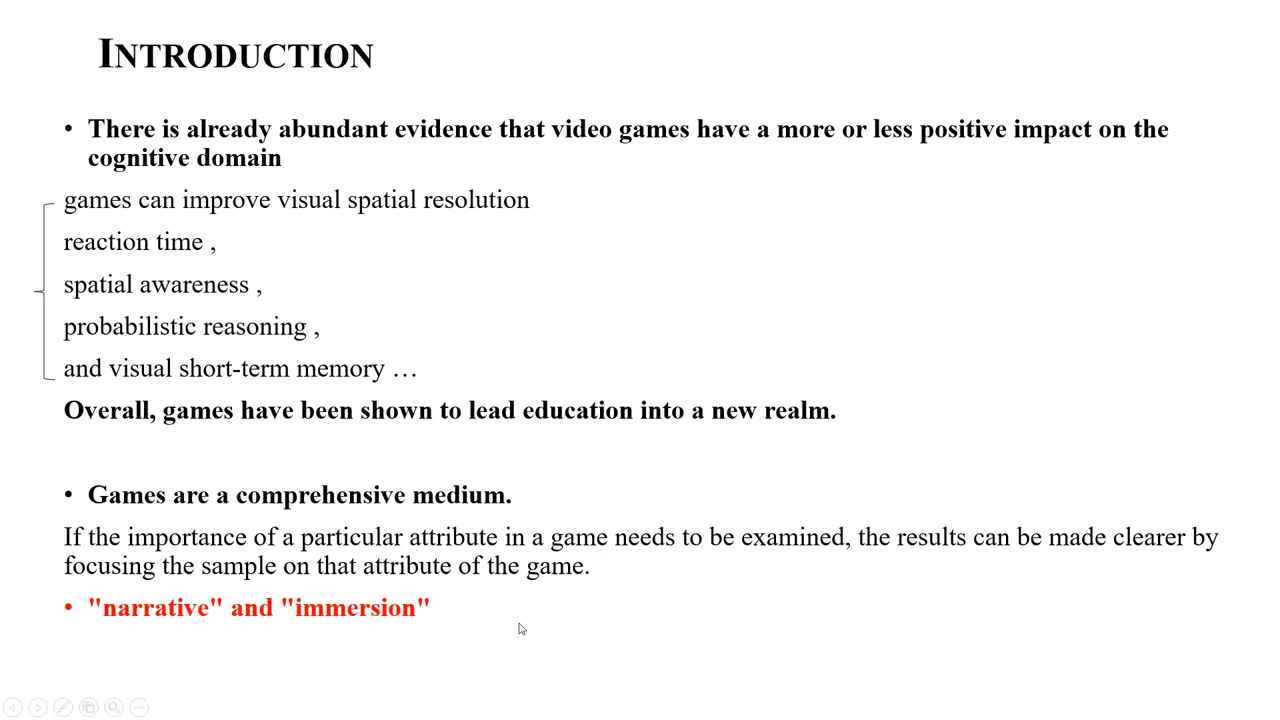 INTRODUCTION
• There is already abundant evidence that video games have a more or less positive impact on the
cognitive domain
games can improve visual spatial resolution
reaction time ,
spatial awareness ,
probabilistic reasoning ,
and visual short-term memory …
Overall, games have been shown to lead education into a new realm.
• Games are a comprehensive medium.
If the importance of a particular attribute in a game needs to be examined, the results can be made clearer by
focusing the sample on that attribute of the game.
• "narrative" and "immersion"